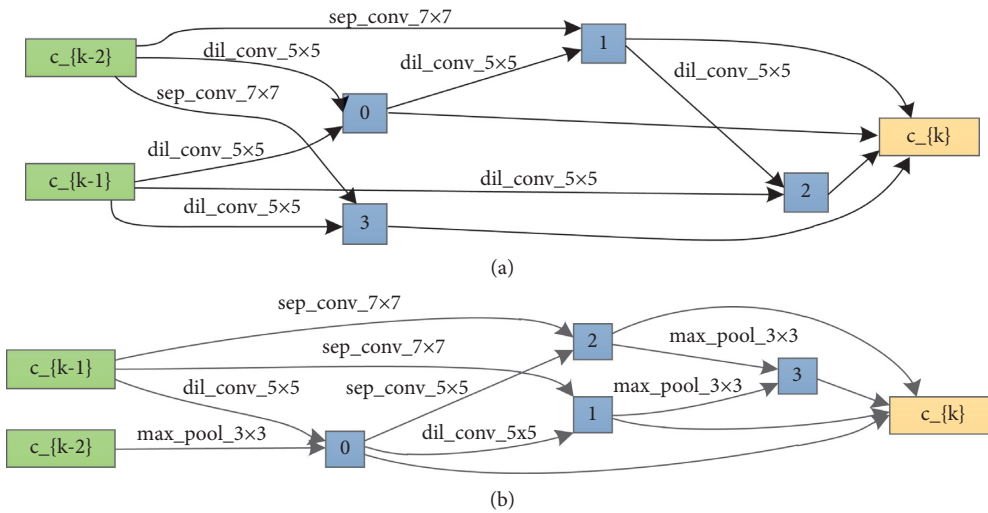 sep_conv_7×7
c_{k-2}
dil_conv_5×5
1
dil_conv_5×5
dil_conv_5×5
sep_conv_7×7
0
c_{k}
dil_conv_5×5
c_{k-1}
dil_conv_5×5
2
dil_conv_5×5
3
(a)
sep_conv_7×7
2
max_pool_3×3
sep_conv_7×7
c_{k-1}
3
dil_conv_5×5
sep_conv_5×5
max_pool_3×3
1
c_{k}
c_{k-2}
max_pool_3×3
0
dil_conv_5x5
(b)